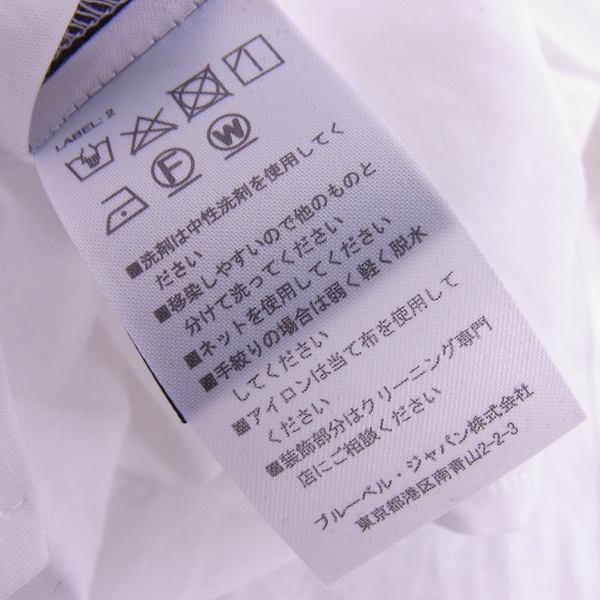 LABEL: 2
F W
■洗剤は中性洗剤を使用してく
ださい
■移染しやすいので他のものと
分けて洗ってください
■ネットを使用してください
■手絞りの場合は弱く軽く脱水
してください
■アイロンは当て布を使用して
ください
■装飾部分はクリーニング専門
店にご相談ください
ブルーベル・ジャパン株式会社
東京都港区南青山2-2-3